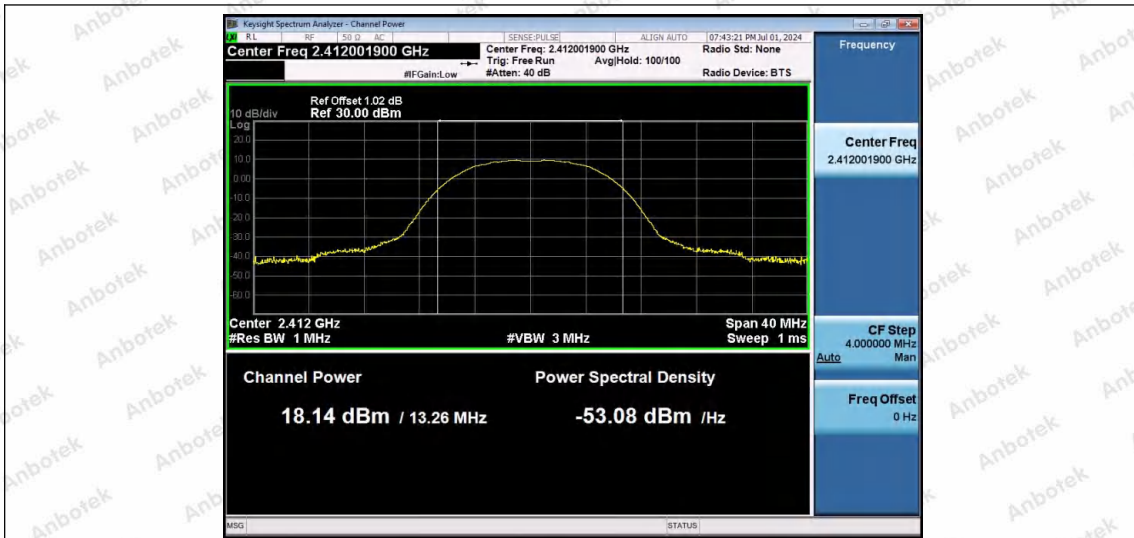 Keysight Spectrum Analyzer - Channel Power
RL RF 50 Ω AC SENSE:PULSE ALIGN AUTO 07:43:21 PM Jul 01, 2024
Center Freq 2.412001900 GHz
Center Freq: 2.412001900 GHz
Radio Std: None
Trig: Free Run Avg|Hold: 100/100
#IFGain:Low #Atten: 40 dB Radio Device: BTS
Ref Offset 1.02 dB
10 dB/div Ref 30.00 dBm
Log
20.0
10.0
0.00
-10.0
-20.0
-30.0
-40.0
-50.0
-60.0
Center 2.412 GHz Span 40 MHz
#Res BW 1 MHz #VBW 3 MHz Sweep 1 ms
Channel Power Power Spectral Density
18.14 dBm / 13.26 MHz -53.08 dBm /Hz
MSG STATUS
Frequency
Center Freq
2.412001900 GHz
CF Step
4.000000 MHz
Auto Man
Freq Offset
0 Hz
Anbotek